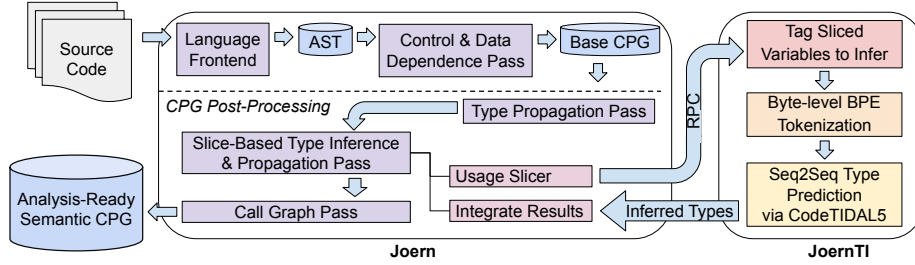 Source
Code
Language
Frontend
AST
Control & Data
Dependence Pass
Base CPG
CPG Post-Processing
Type Propagation Pass
Slice-Based Type Inference
& Propagation Pass
Usage Slicer
Call Graph Pass
Integrate Results
Analysis-Ready
Semantic CPG
Joern
RPC
Inferred Types
Tag Sliced
Variables to Infer
Byte-level BPE
Tokenization
Seq2Seq Type
Prediction
via CodeTIDAL5
JoernTI